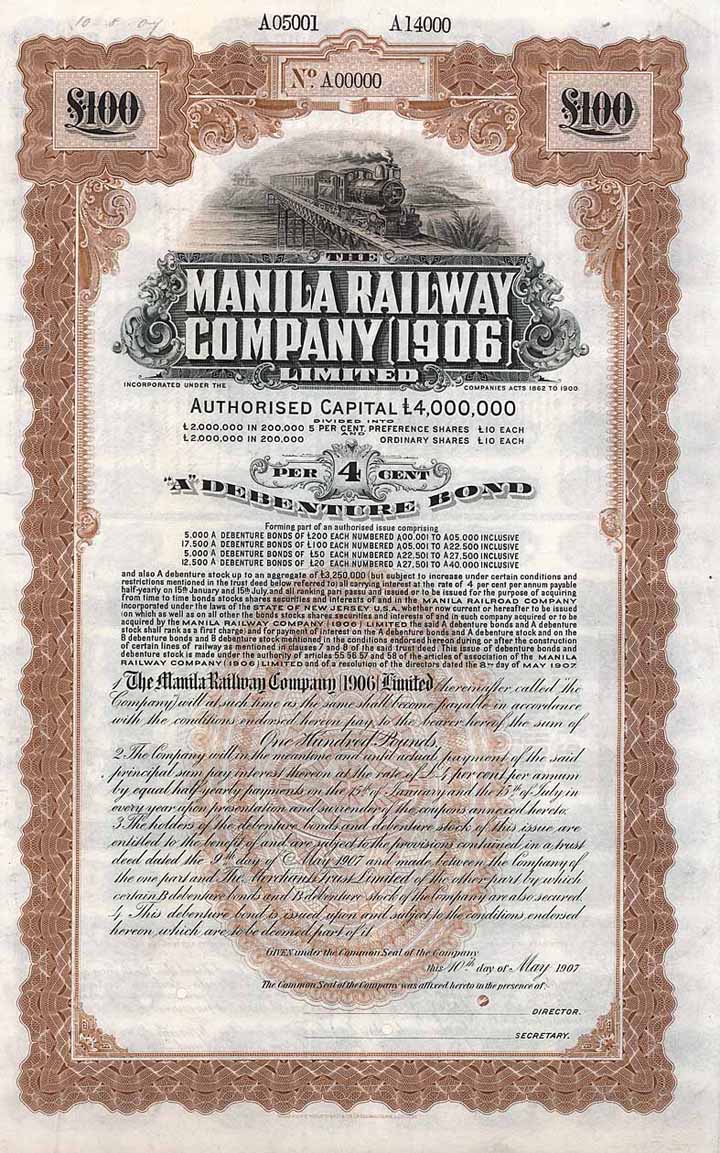 10-8-07
A05001 A14000
£100 Nº A00000 £100
THE
MANILA RAILWAY
COMPANY (1906)
LIMITED
INCORPORATED UNDER THE COMPANIES ACTS 1862 TO 1900.
AUTHORISED CAPITAL £4,000,000
DIVIDED INTO
£2.000.000 IN 200.000 5 PER CENT. PREFERENCE SHARES £10 EACH
AND
£2.000.000 IN 200.000 ORDINARY SHARES £10 EACH
PER 4 CENT
"A" DEBENTURE BOND
Forming part of an authorised issue comprising
5,000 A DEBENTURE BONDS OF £200 EACH NUMBERED A00.001 TO A05.000 INCLUSIVE
17.500 A DEBENTURE BONDS OF £100 EACH NUMBERED A05,001 TO A22.500 INCLUSIVE
5,000 A DEBENTURE BONDS OF £50 EACH NUMBERED A22.501 TO A27,500 INCLUSIVE
12.500 A DEBENTURE BONDS OF £20 EACH NUMBERED A27,501 TO A40.000 INCLUSIVE
and also A debenture stock up to an aggregate of £3,250,000 (but subject to increase under certain conditions and
restrictions mentioned in the trust deed below referred to) all carrying interest at the rate of 4 per cent per annum payable
half-yearly on 15th January and 15th July, and all ranking pari passu and issued or to be issued for the purpose of acquiring
from time to time bonds stocks shares securities and interests of and in the MANILA RAILROAD COMPANY
incorporated under the laws of the STATE OF NEW JERSEY U.S.A. whether now current or hereafter to be issued
on which as well as on all other the bonds stocks shares securities and interests of and in such company acquired or to be
acquired by the MANILA RAILWAY COMPANY (1906) LIMITED the said A debenture bonds and A debenture
stock shall rank as a first charge and for payment of interest on the A debenture bonds and A debenture stock and on the
B debenture bonds and B debenture stock mentioned in the conditions endorsed hereon during or after the construction
of certain lines of railway as mentioned in clauses 7 and 8 of the said trust deed. This issue of debenture bonds and
debenture stock is made under the authority of articles 55 56 57 and 58 of the articles of association of the MANILA
RAILWAY COMPANY (1906) LIMITED and of a resolution of the directors dated the 8TH day of MAY 1907.
1 The Manila Railway Company (1906) Limited (hereinafter called "the
Company") will at such time as the same shall become payable in accordance
with the conditions endorsed hereon pay to the bearer hereof the sum of
One Hundred Pounds.
2. The Company will in the meantime and until actual payment of the said
principal sum pay interest thereon at the rate of £4 per cent per annum
by equal half-yearly payments on the 15th of January and the 15th of July in
every year upon presentation and surrender of the coupons annexed hereto.
3. The holders of the debenture bonds and debenture stock of this issue are
entitled to the benefit of and are subject to the provisions contained in a trust
deed dated the 9th day of May 1907 and made between the Company of
the one part and The Merchants Trust Limited of the other part by which
certain B debenture bonds and B debenture stock of the Company are also secured.
4. This debenture bond is issued upon and subject to the conditions endorsed
hereon which are to be deemed part of it.
GIVEN under the Common Seal of the Company
this 10th day of May 1907
The Common Seal of the Company was affixed hereto in the presence of:
DIRECTOR.
SECRETARY.